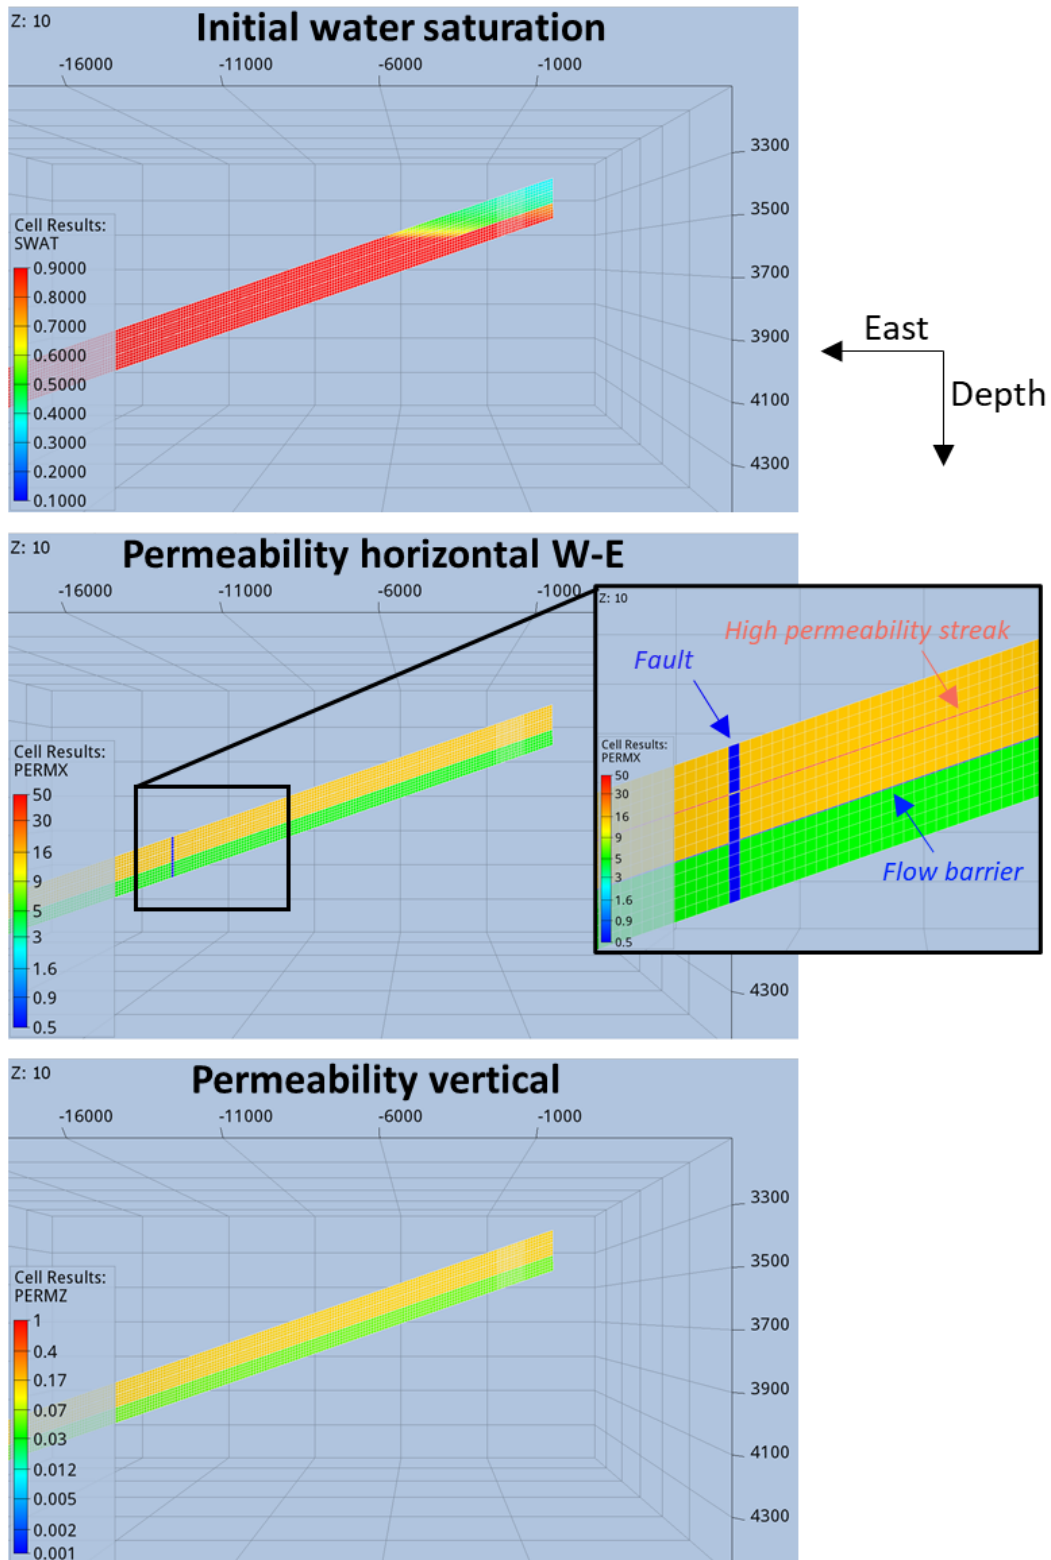 Z: 10
Initial water saturation
-16000 -11000 -6000 -1000
3300
3500
3700
3900
4100
4300
Cell Results:
SWAT
0.9000
0.8000
0.7000
0.6000
0.5000
0.4000
0.3000
0.2000
0.1000
East
Depth
Z: 10
Permeability horizontal W-E
-16000 -11000 -6000 -1000
Cell Results:
PERMX
50
30
16
9
5
3
1.6
0.9
0.5
4300
Z: 10
High permeability streak
Fault
Cell Results:
PERMX
50
30
16
9
5
3
1.6
0.9
0.5
Flow barrier
Z: 10
Permeability vertical
-16000 -11000 -6000 -1000
3300
3500
3700
3900
4100
4300
Cell Results:
PERMZ
1
0.4
0.17
0.07
0.03
0.012
0.005
0.002
0.001